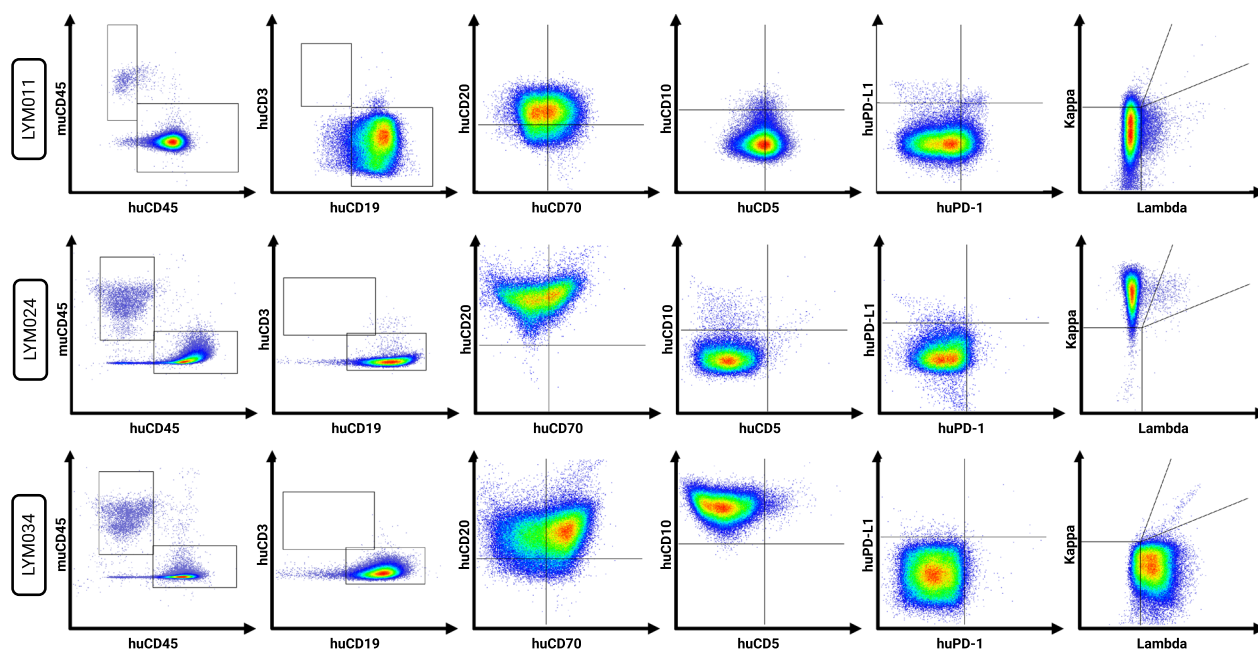 LYM011
muCD45
huCD45
huCD3
huCD19
huCD20
huCD70
huCD10
huCD5
huPD-L1
huPD-1
Kappa
Lambda
LYM024
muCD45
huCD45
huCD3
huCD19
huCD20
huCD70
huCD10
huCD5
huPD-L1
huPD-1
Kappa
Lambda
LYM034
muCD45
huCD45
huCD3
huCD19
huCD20
huCD70
huCD10
huCD5
huPD-L1
huPD-1
Kappa
Lambda